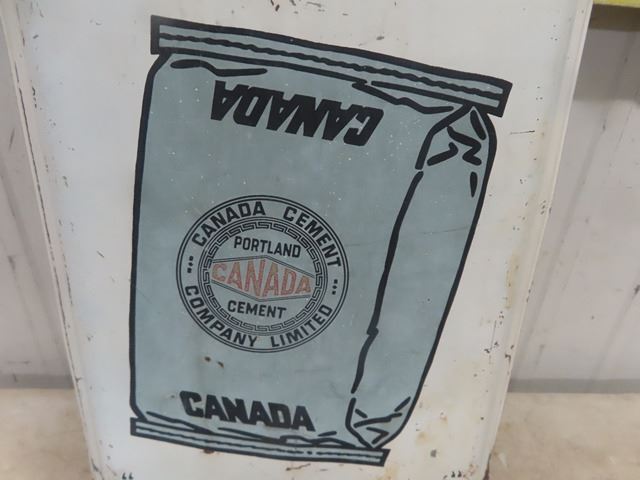 CANADA
CANADA CEMENT
PORTLAND
CANADA
CEMENT
COMPANY LIMITED
CANADA